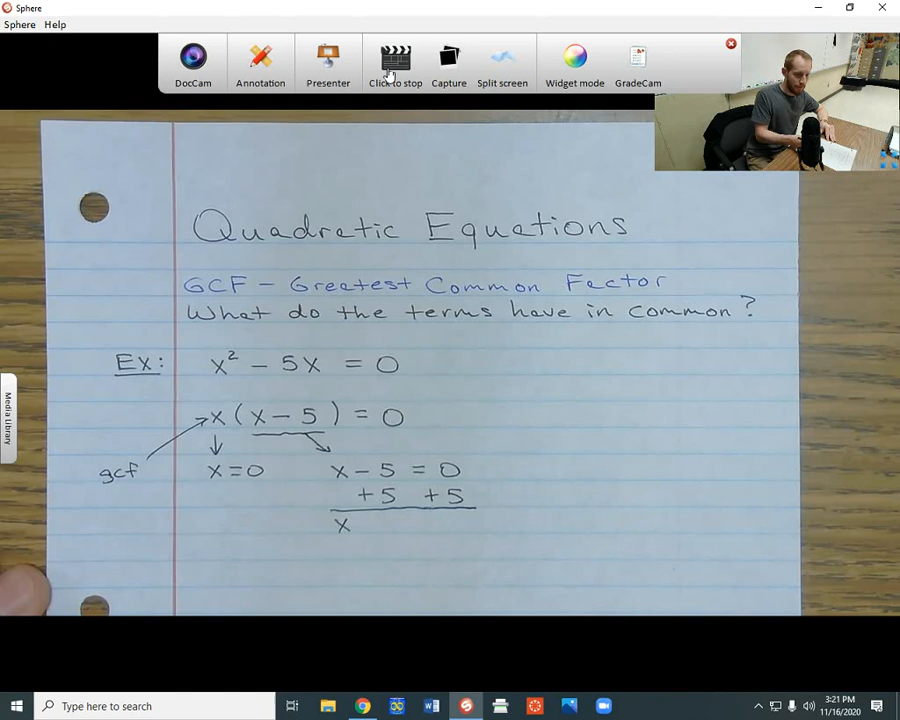 Sphere
Sphere Help
DocCam Annotation Presenter Click to stop Capture Split screen Widget mode GradeCam
Media Library
Quadratic Equations
GCF - Greatest Common Factor
What do the terms have in common?
Ex: x² - 5x = 0
x(x - 5) = 0
gcf x = 0 x - 5 = 0
+5 +5
x
Type here to search
3:21 PM
11/16/2020